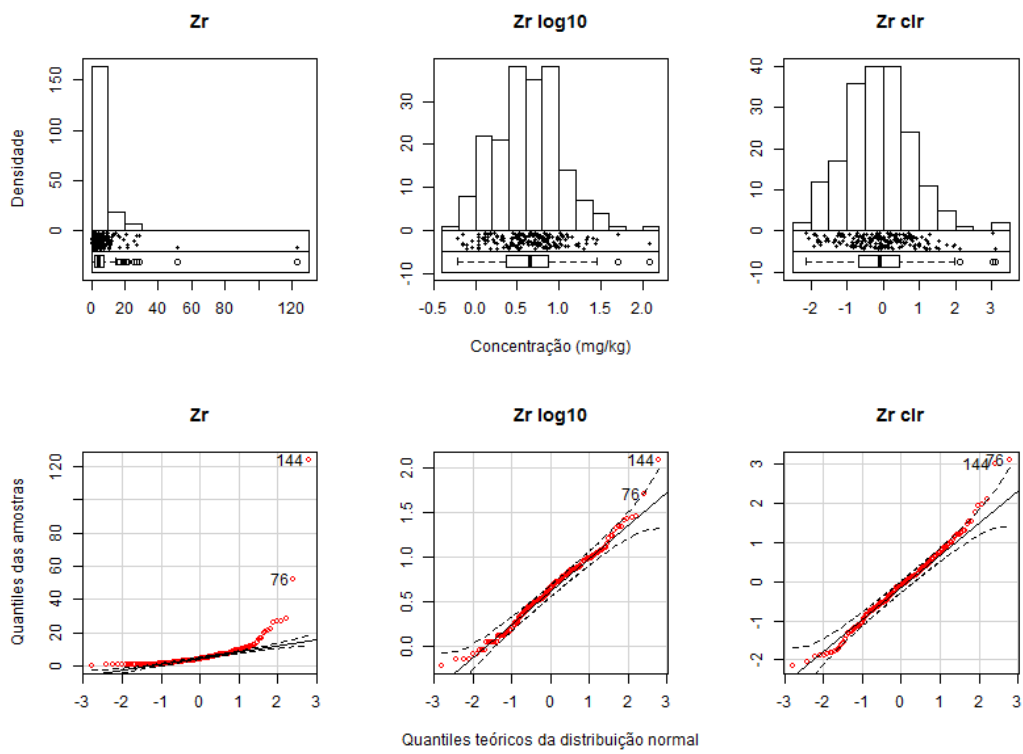 Zr
Zr log10
Zr clr
Densidade
150
100
50
0
0 20 40 60 80 120
30
20
10
0
-10
-0.5 0.0 0.5 1.0 1.5 2.0
40
30
20
10
0
-10
-2 -1 0 1 2 3
Concentração (mg/kg)
Zr
Zr log10
Zr clr
Quantiles das amostras
120
80
60
40
20
0
144
76
-3 -2 -1 0 1 2 3
2.0
1.5
1.0
0.5
0.0
144
76
-3 -2 -1 0 1 2 3
3
2
1
0
-1
-2
144
76
-3 -2 -1 0 1 2 3
Quantiles teóricos da distribuição normal